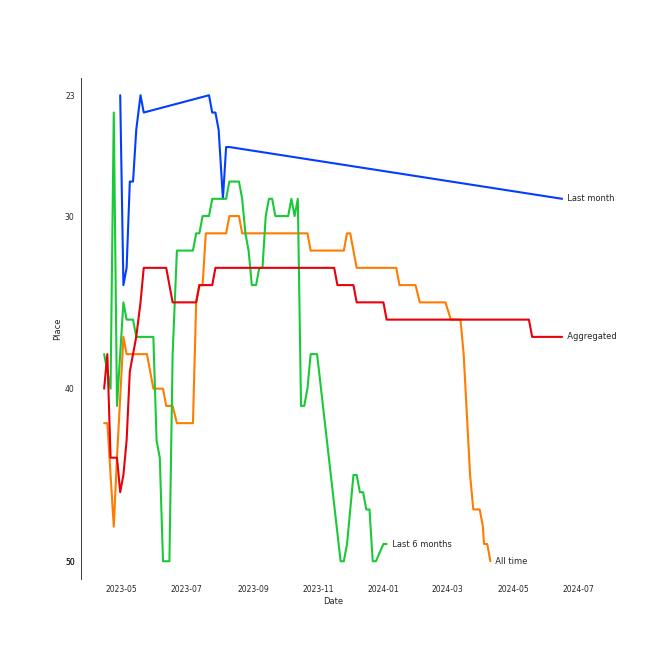 23
30
40
50
Place
Last month
Aggregated
Last 6 months
All time
2023-05 2023-07 2023-09 2023-11 2024-01 2024-03 2024-05 2024-07
Date